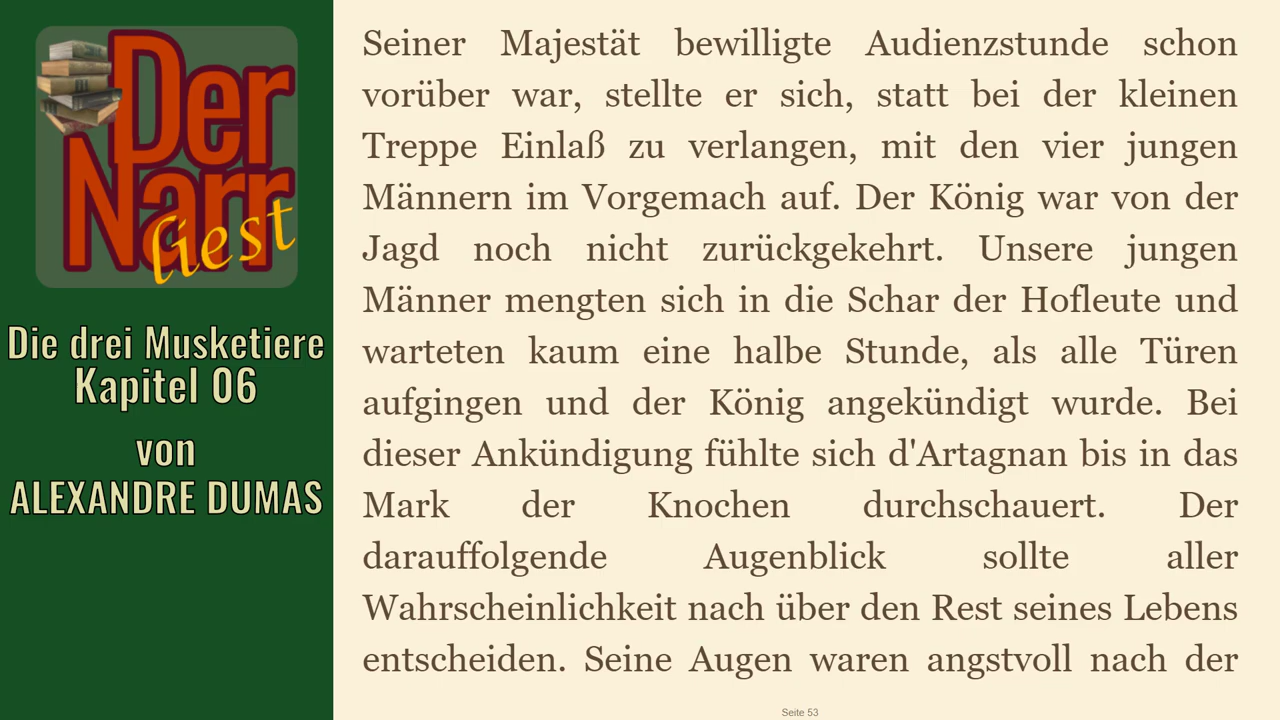 Der
Narr
liest
Die drei Musketiere
Kapitel 06
von
ALEXANDRE DUMAS
Seiner Majestät bewilligte Audienzstunde schon
vorüber war, stellte er sich, statt bei der kleinen
Treppe Einlaß zu verlangen, mit den vier jungen
Männern im Vorgemach auf. Der König war von der
Jagd noch nicht zurückgekehrt. Unsere jungen
Männer mengten sich in die Schar der Hofleute und
warteten kaum eine halbe Stunde, als alle Türen
aufgingen und der König angekündigt wurde. Bei
dieser Ankündigung fühlte sich d'Artagnan bis in das
Mark der Knochen durchschauert. Der
darauffolgende Augenblick sollte aller
Wahrscheinlichkeit nach über den Rest seines Lebens
entscheiden. Seine Augen waren angstvoll nach der
Seite 53